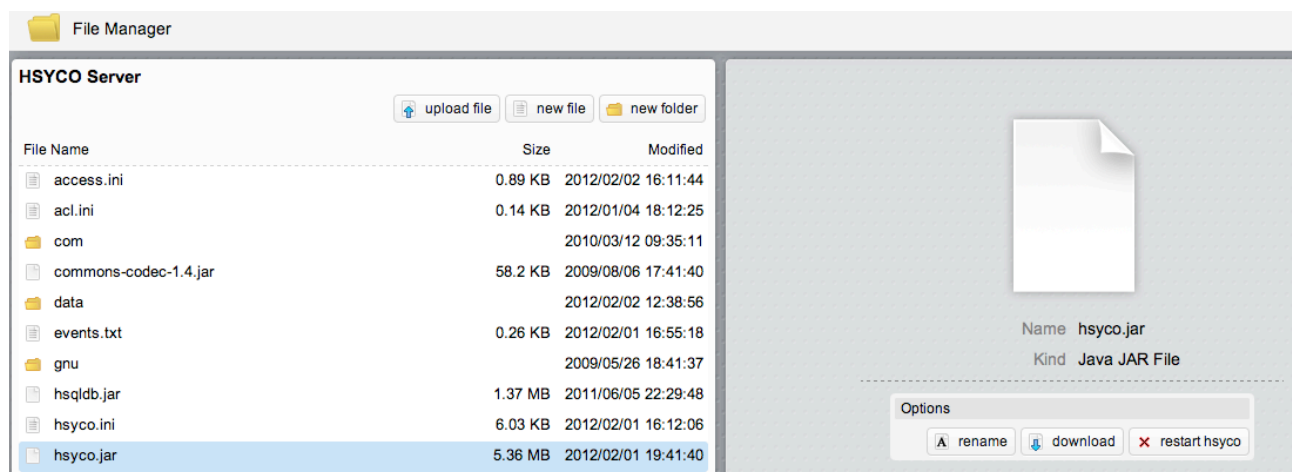 File Manager
HSYCO Server
upload file new file new folder
File Name Size Modified
access.ini 0.89 KB 2012/02/02 16:11:44
acl.ini 0.14 KB 2012/01/04 18:12:25
com 2010/03/12 09:35:11
commons-codec-1.4.jar 58.2 KB 2009/08/06 17:41:40
data 2012/02/02 12:38:56
events.txt 0.26 KB 2012/02/01 16:55:18
gnu 2009/05/26 18:41:37
hsqldb.jar 1.37 MB 2011/06/05 22:29:48
hsyco.ini 6.03 KB 2012/02/01 16:12:06
hsyco.jar 5.36 MB 2012/02/01 19:41:40
Name hsyco.jar
Kind Java JAR File
Options
A rename download restart hsyco